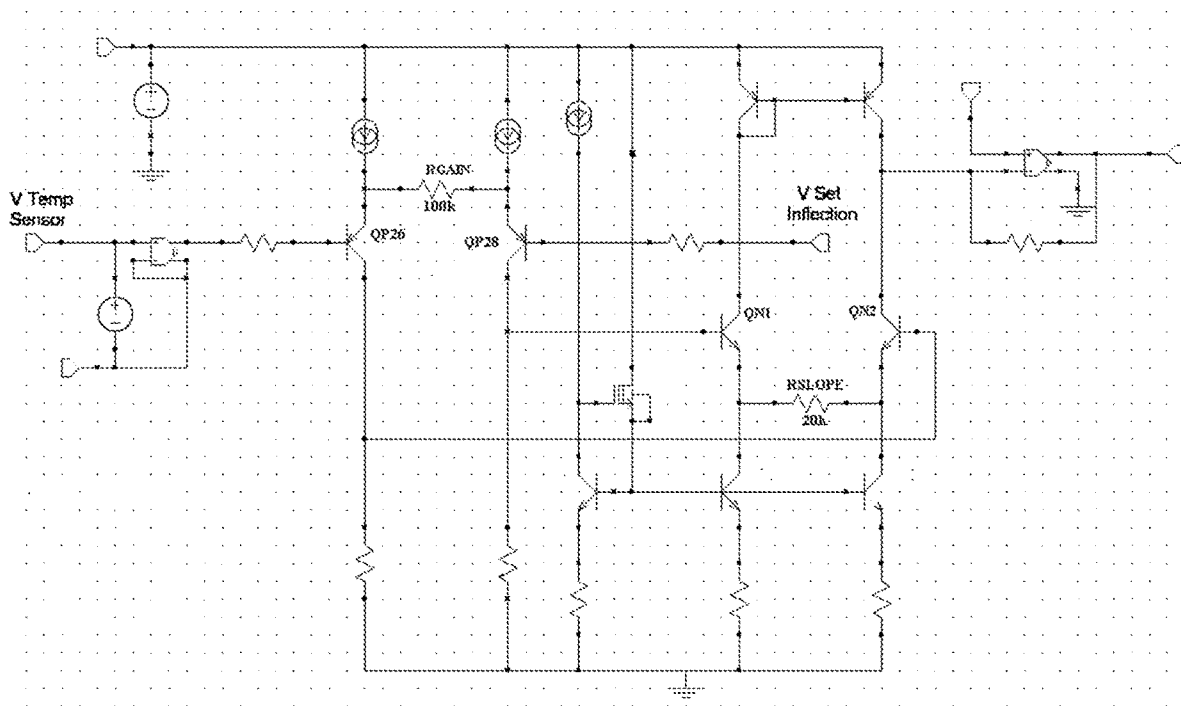 RGAIN
100k
V Temp
Sensor
V Set
Inflection
QP26
QP28
QN1
QN2
RSLOPE
20k